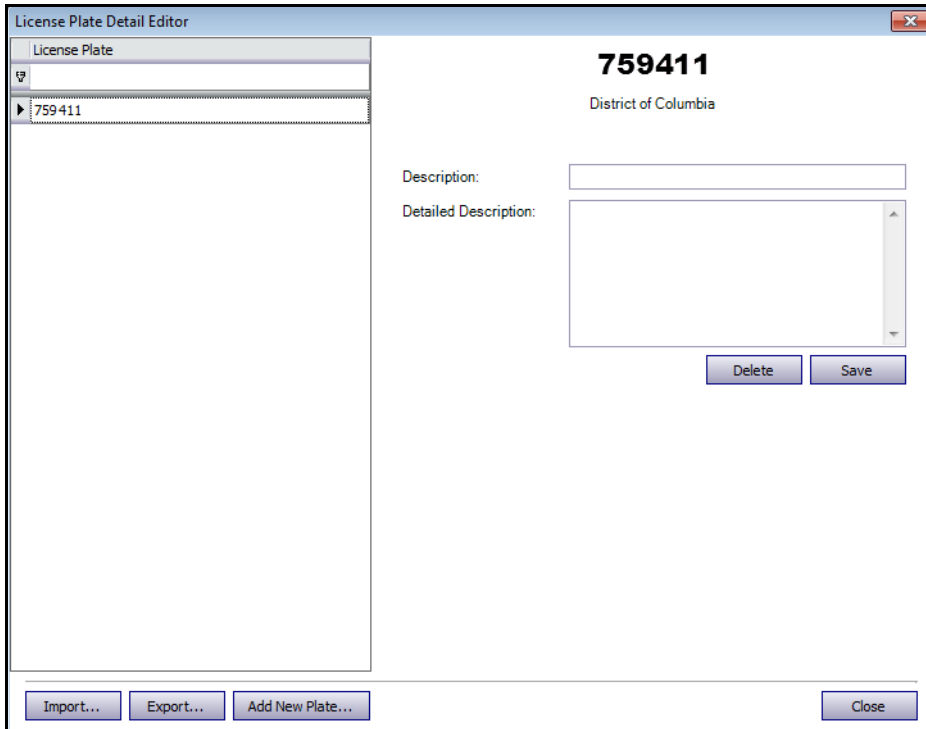 License Plate Detail Editor
License Plate
759411
759411
District of Columbia
Description:
Detailed Description:
Delete Save
Import... Export... Add New Plate... Close